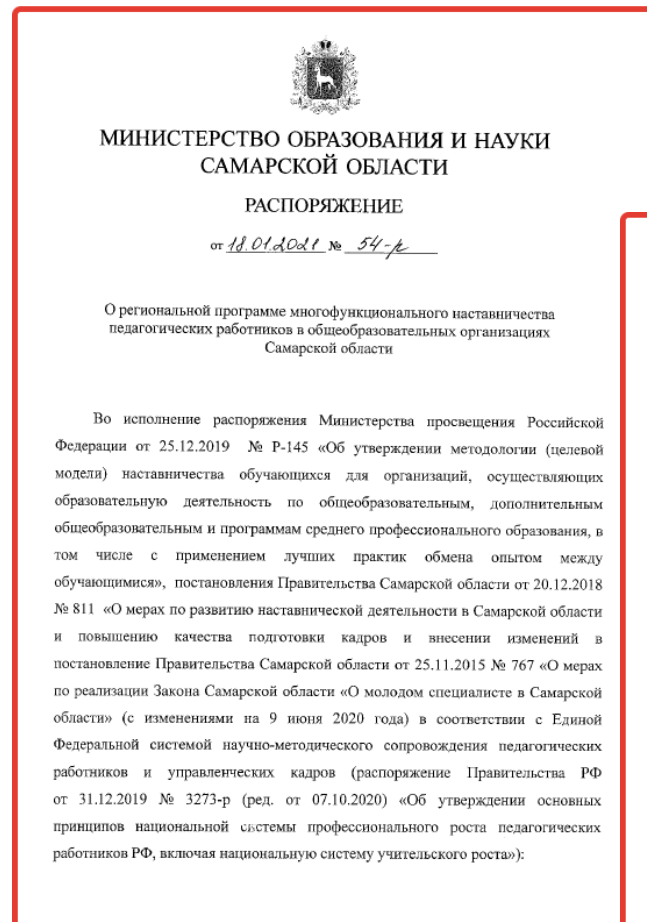 МИНИСТЕРСТВО ОБРАЗОВАНИЯ И НАУКИ
САМАРСКОЙ ОБЛАСТИ
РАСПОРЯЖЕНИЕ
от 18.01.2021 № 54-р
О региональной программе многофункционального наставничества
педагогических работников в общеобразовательных организациях
Самарской области
Во исполнение распоряжения Министерства просвещения Российской
Федерации от 25.12.2019 № Р-145 «Об утверждении методологии (целевой
модели) наставничества обучающихся для организаций, осуществляющих
образовательную деятельность по общеобразовательным, дополнительным
общеобразовательным и программам среднего профессионального образования, в
том числе с применением лучших практик обмена опытом между
обучающимися», постановления Правительства Самарской области от 20.12.2018
№ 811 «О мерах по развитию наставнической деятельности в Самарской области
и повышению качества подготовки кадров и внесении изменений в
постановление Правительства Самарской области от 25.11.2015 № 767 «О мерах
по реализации Закона Самарской области «О молодом специалисте в Самарской
области» (с изменениями на 9 июня 2020 года) в соответствии с Единой
Федеральной системой научно-методического сопровождения педагогических
работников и управленческих кадров (распоряжение Правительства РФ
от 31.12.2019 № 3273-р (ред. от 07.10.2020) «Об утверждении основных
принципов национальной системы профессионального роста педагогических
работников РФ, включая национальную систему учительского роста»):